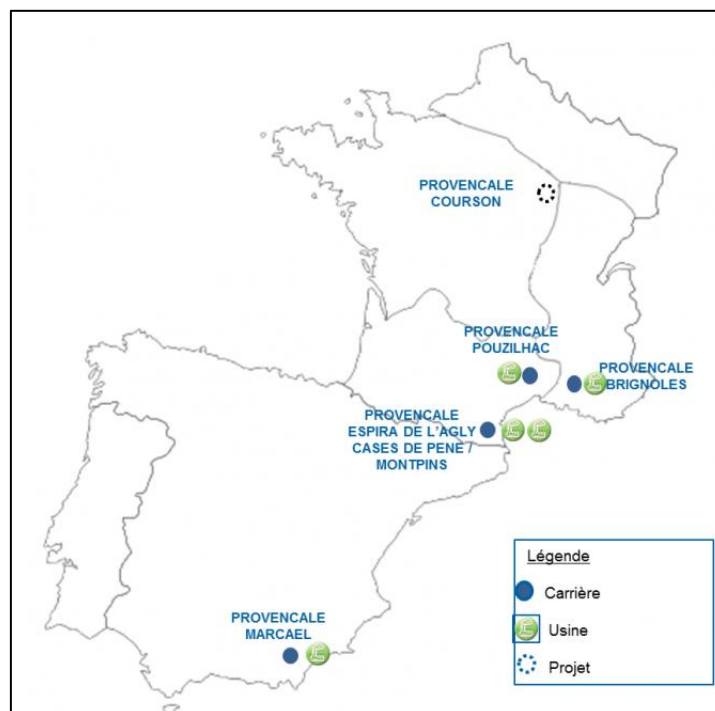 PROVENCALE
COURSON
PROVENCALE
POUZILHAC
PROVENCALE
BRIGNOLES
PROVENCALE
ESPIRA DE L'AGLY
CASES DE PENE /
MONTPINS
PROVENCALE
MARCAEL
Légende
Carrière
Usine
Projet